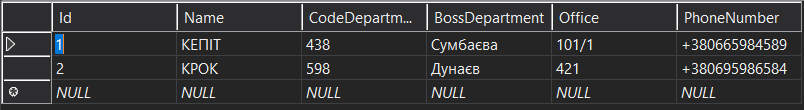 Id Name CodeDepartm... BossDepartment Office PhoneNumber
1 КЕПІТ 438 Сумбаєва 101/1 +380665984589
2 КРОК 598 Дунаєв 421 +380695986584
NULL NULL NULL NULL NULL NULL